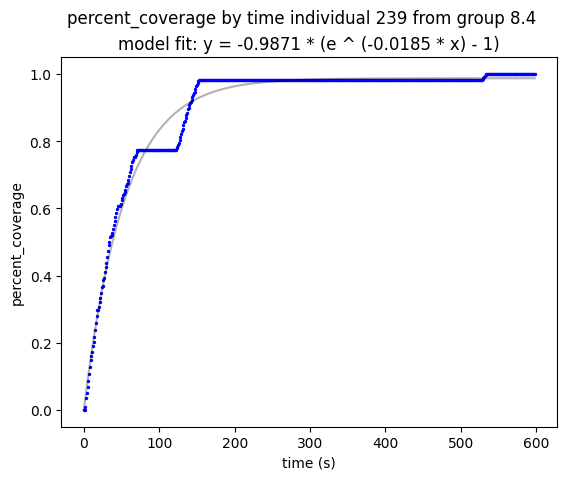 percent_coverage by time individual 239 from group 8.4
model fit: y = -0.9871 * (e ^ (-0.0185 * x) - 1)
1.0
0.8
0.6
0.4
0.2
0.0
percent_coverage
0 100 200 300 400 500 600
time (s)